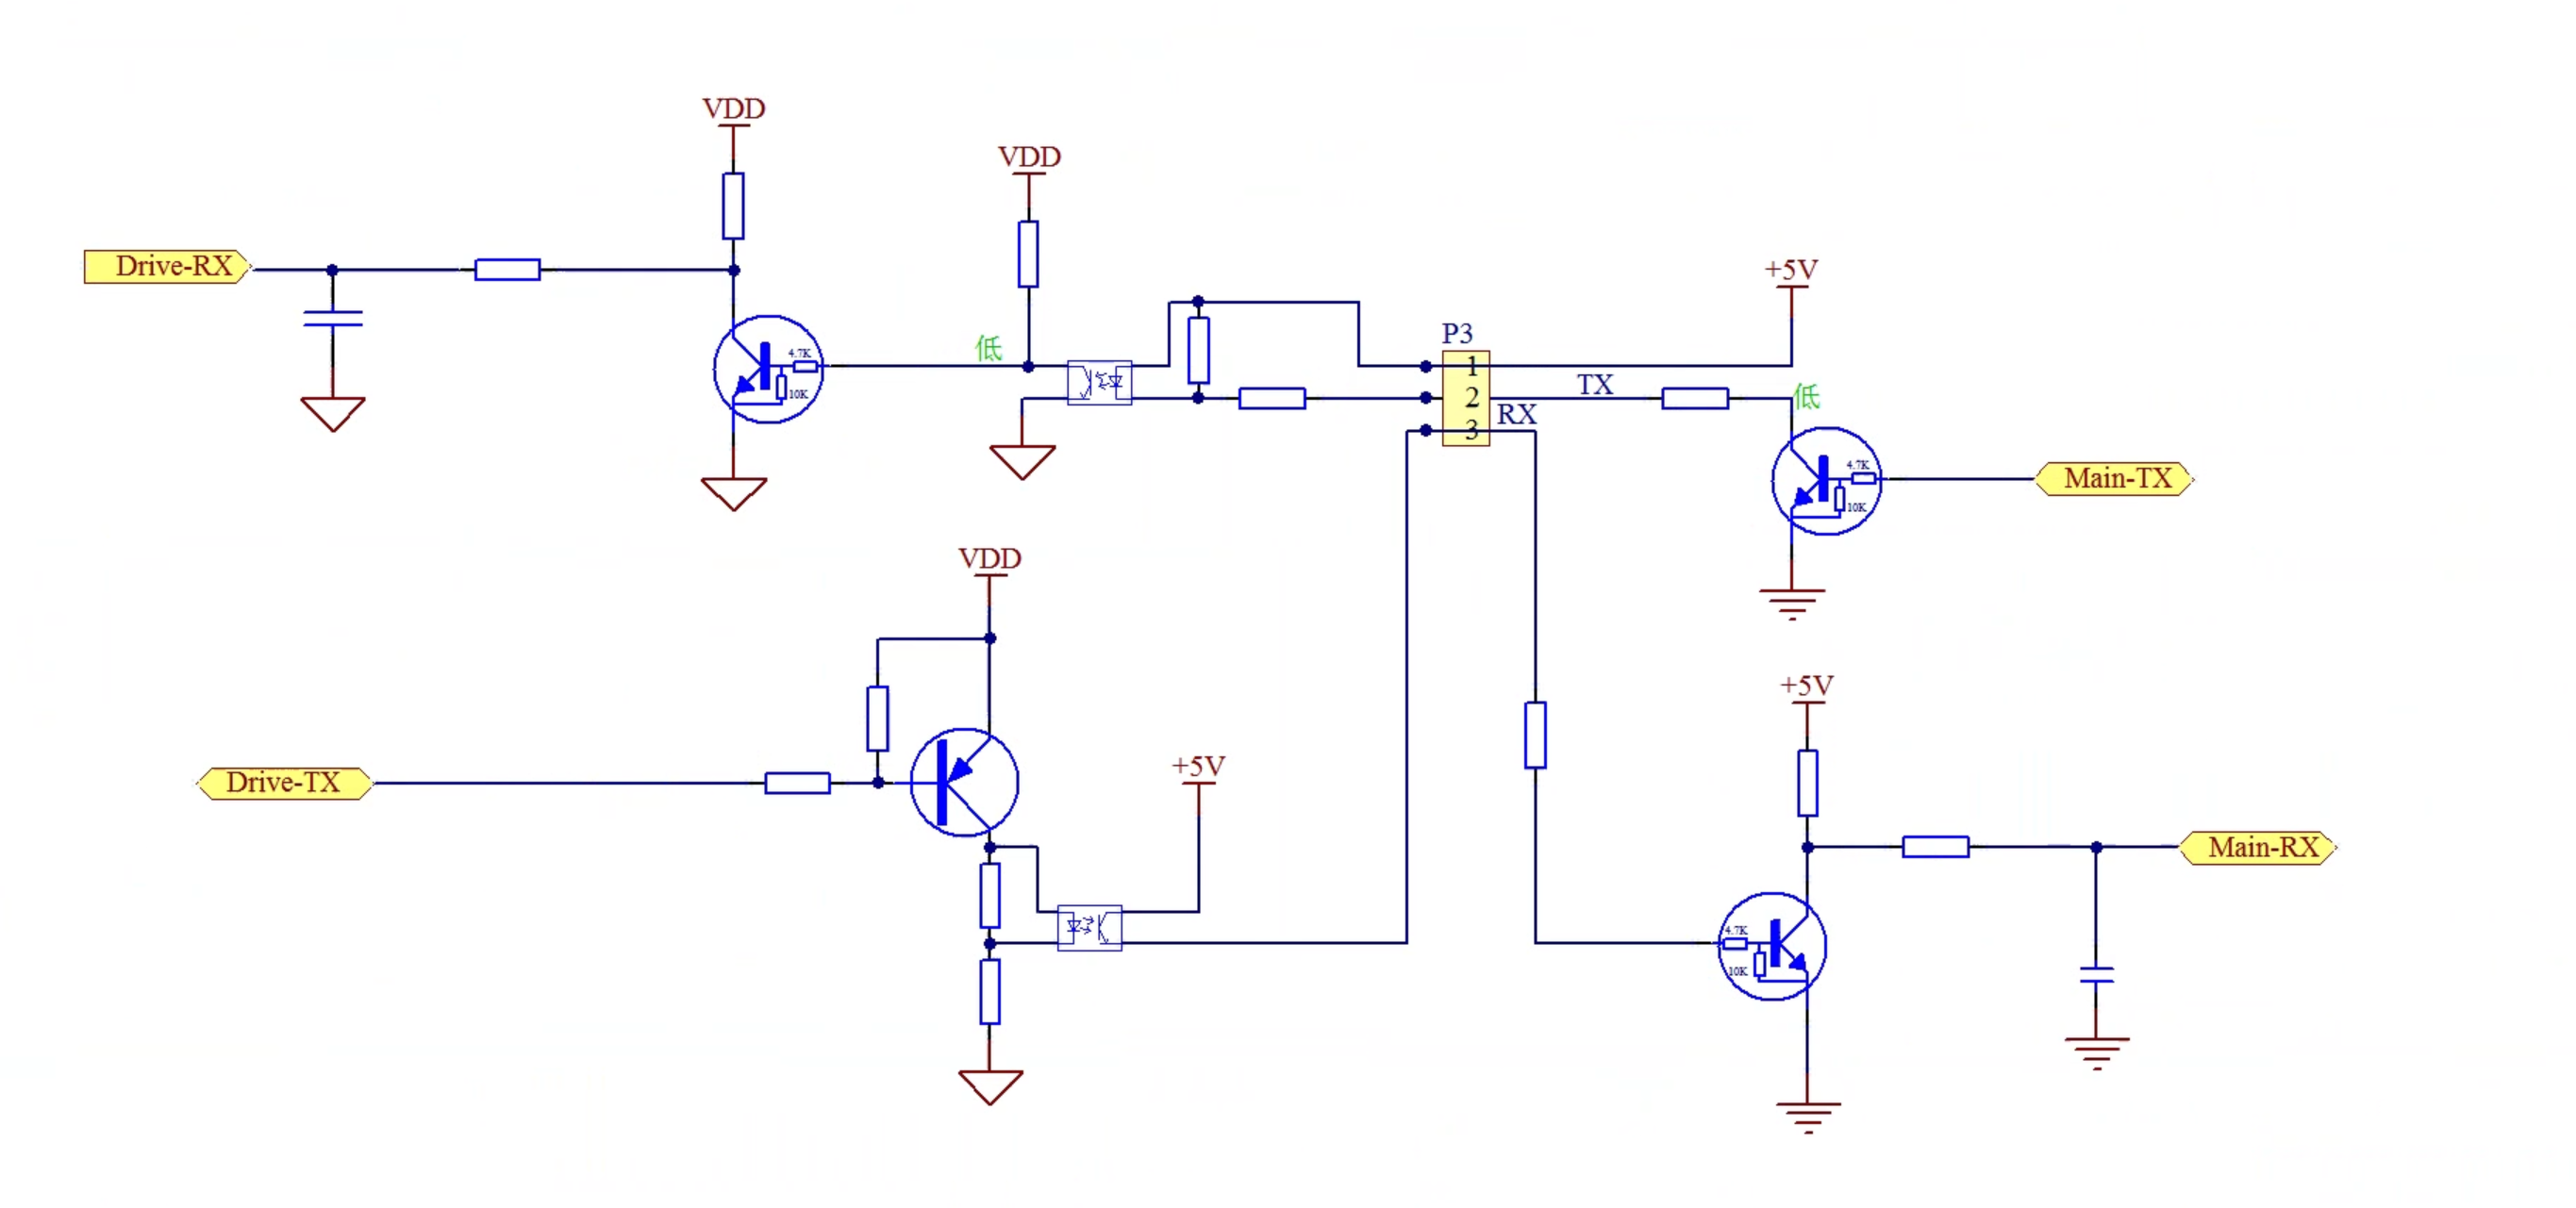 VDD
VDD
Drive-RX
+5V
4.7K
10K
低
P3
1
2
3
TX
RX
低
4.7K
10K
Main-TX
VDD
+5V
Drive-TX
+5V
Main-RX
4.7K
10K